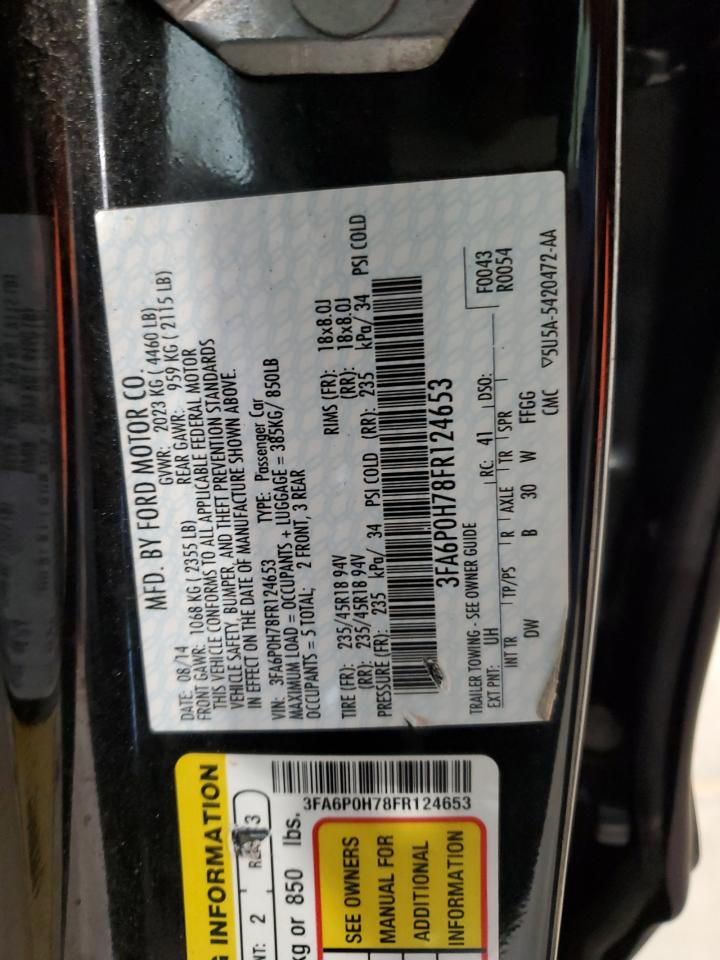 MFD. BY FORD MOTOR CO.
DATE: 08/14 GVWR: 2023 KG ( 4460 LB)
FRONT GAWR: 1068 KG ( 2355 LB) REAR GAWR: 959 KG ( 2115 LB)
THIS VEHICLE CONFORMS TO ALL APPLICABLE FEDERAL MOTOR
VEHICLE SAFETY, BUMPER, AND THEFT PREVENTION STANDARDS
IN EFFECT ON THE DATE OF MANUFACTURE SHOWN ABOVE.
VIN: 3FA6P0H78FR124653 TYPE: Passenger Car
MAXIMUM LOAD = OCCUPANTS + LUGGAGE = 385KG/ 850LB
OCCUPANTS = 5 TOTAL; 2 FRONT, 3 REAR
TIRE (FR): 235/45R18 94V RIMS (FR): 18x8.0J
(RR): 235/45R18 94V (RR): 18x8.0J
PRESSURE (FR): 235 kPa/ 34 PSI COLD (RR): 235 kPa/ 34 PSI COLD
3FA6P0H78FR124653
TRAILER TOWING - SEE OWNER GUIDE F0043
EXT PNT: UH RC: 41 DSO: R0054
INT TR TP/PS R AXLE TR SPR
DW B 30 W FFGG
CMC ▽5U5A-5420472-AA
G INFORMATION
NT: 2 3
kg or 850 lbs.
3FA6P0H78FR124653
SEE OWNERS
MANUAL FOR
ADDITIONAL
INFORMATION